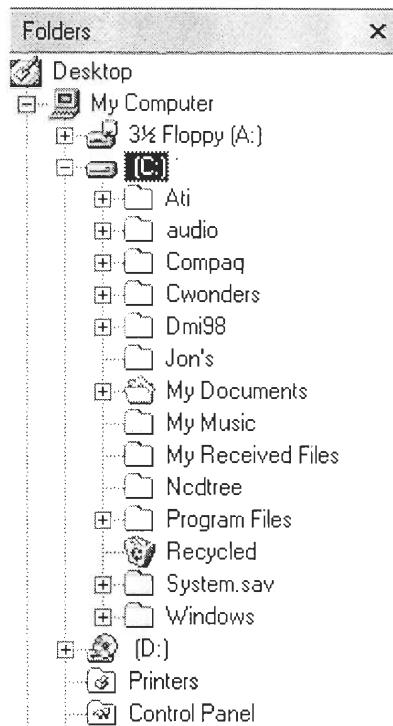 Folders ×
Desktop
My Computer
3½ Floppy (A:)
(C:)
Ati
audio
Compaq
Cwonders
Dmi98
Jon's
My Documents
My Music
My Received Files
Ncdtree
Program Files
Recycled
System.sav
Windows
(D:)
Printers
Control Panel